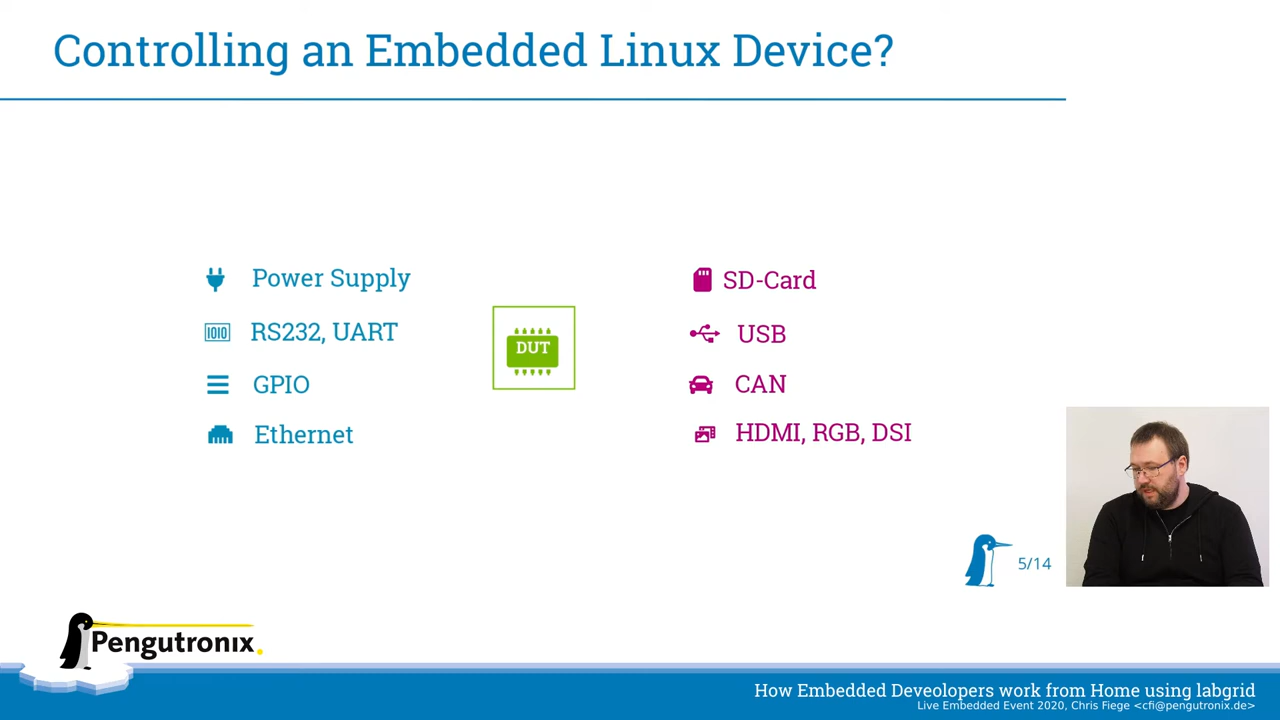 Controlling an Embedded Linux Device?
Power Supply
RS232, UART
GPIO
Ethernet
DUT
SD-Card
USB
CAN
HDMI, RGB, DSI
5/14
Pengutronix.
How Embedded Deveolopers work from Home using labgrid
Live Embedded Event 2020, Chris Fiege <cfi@pengutronix.de>